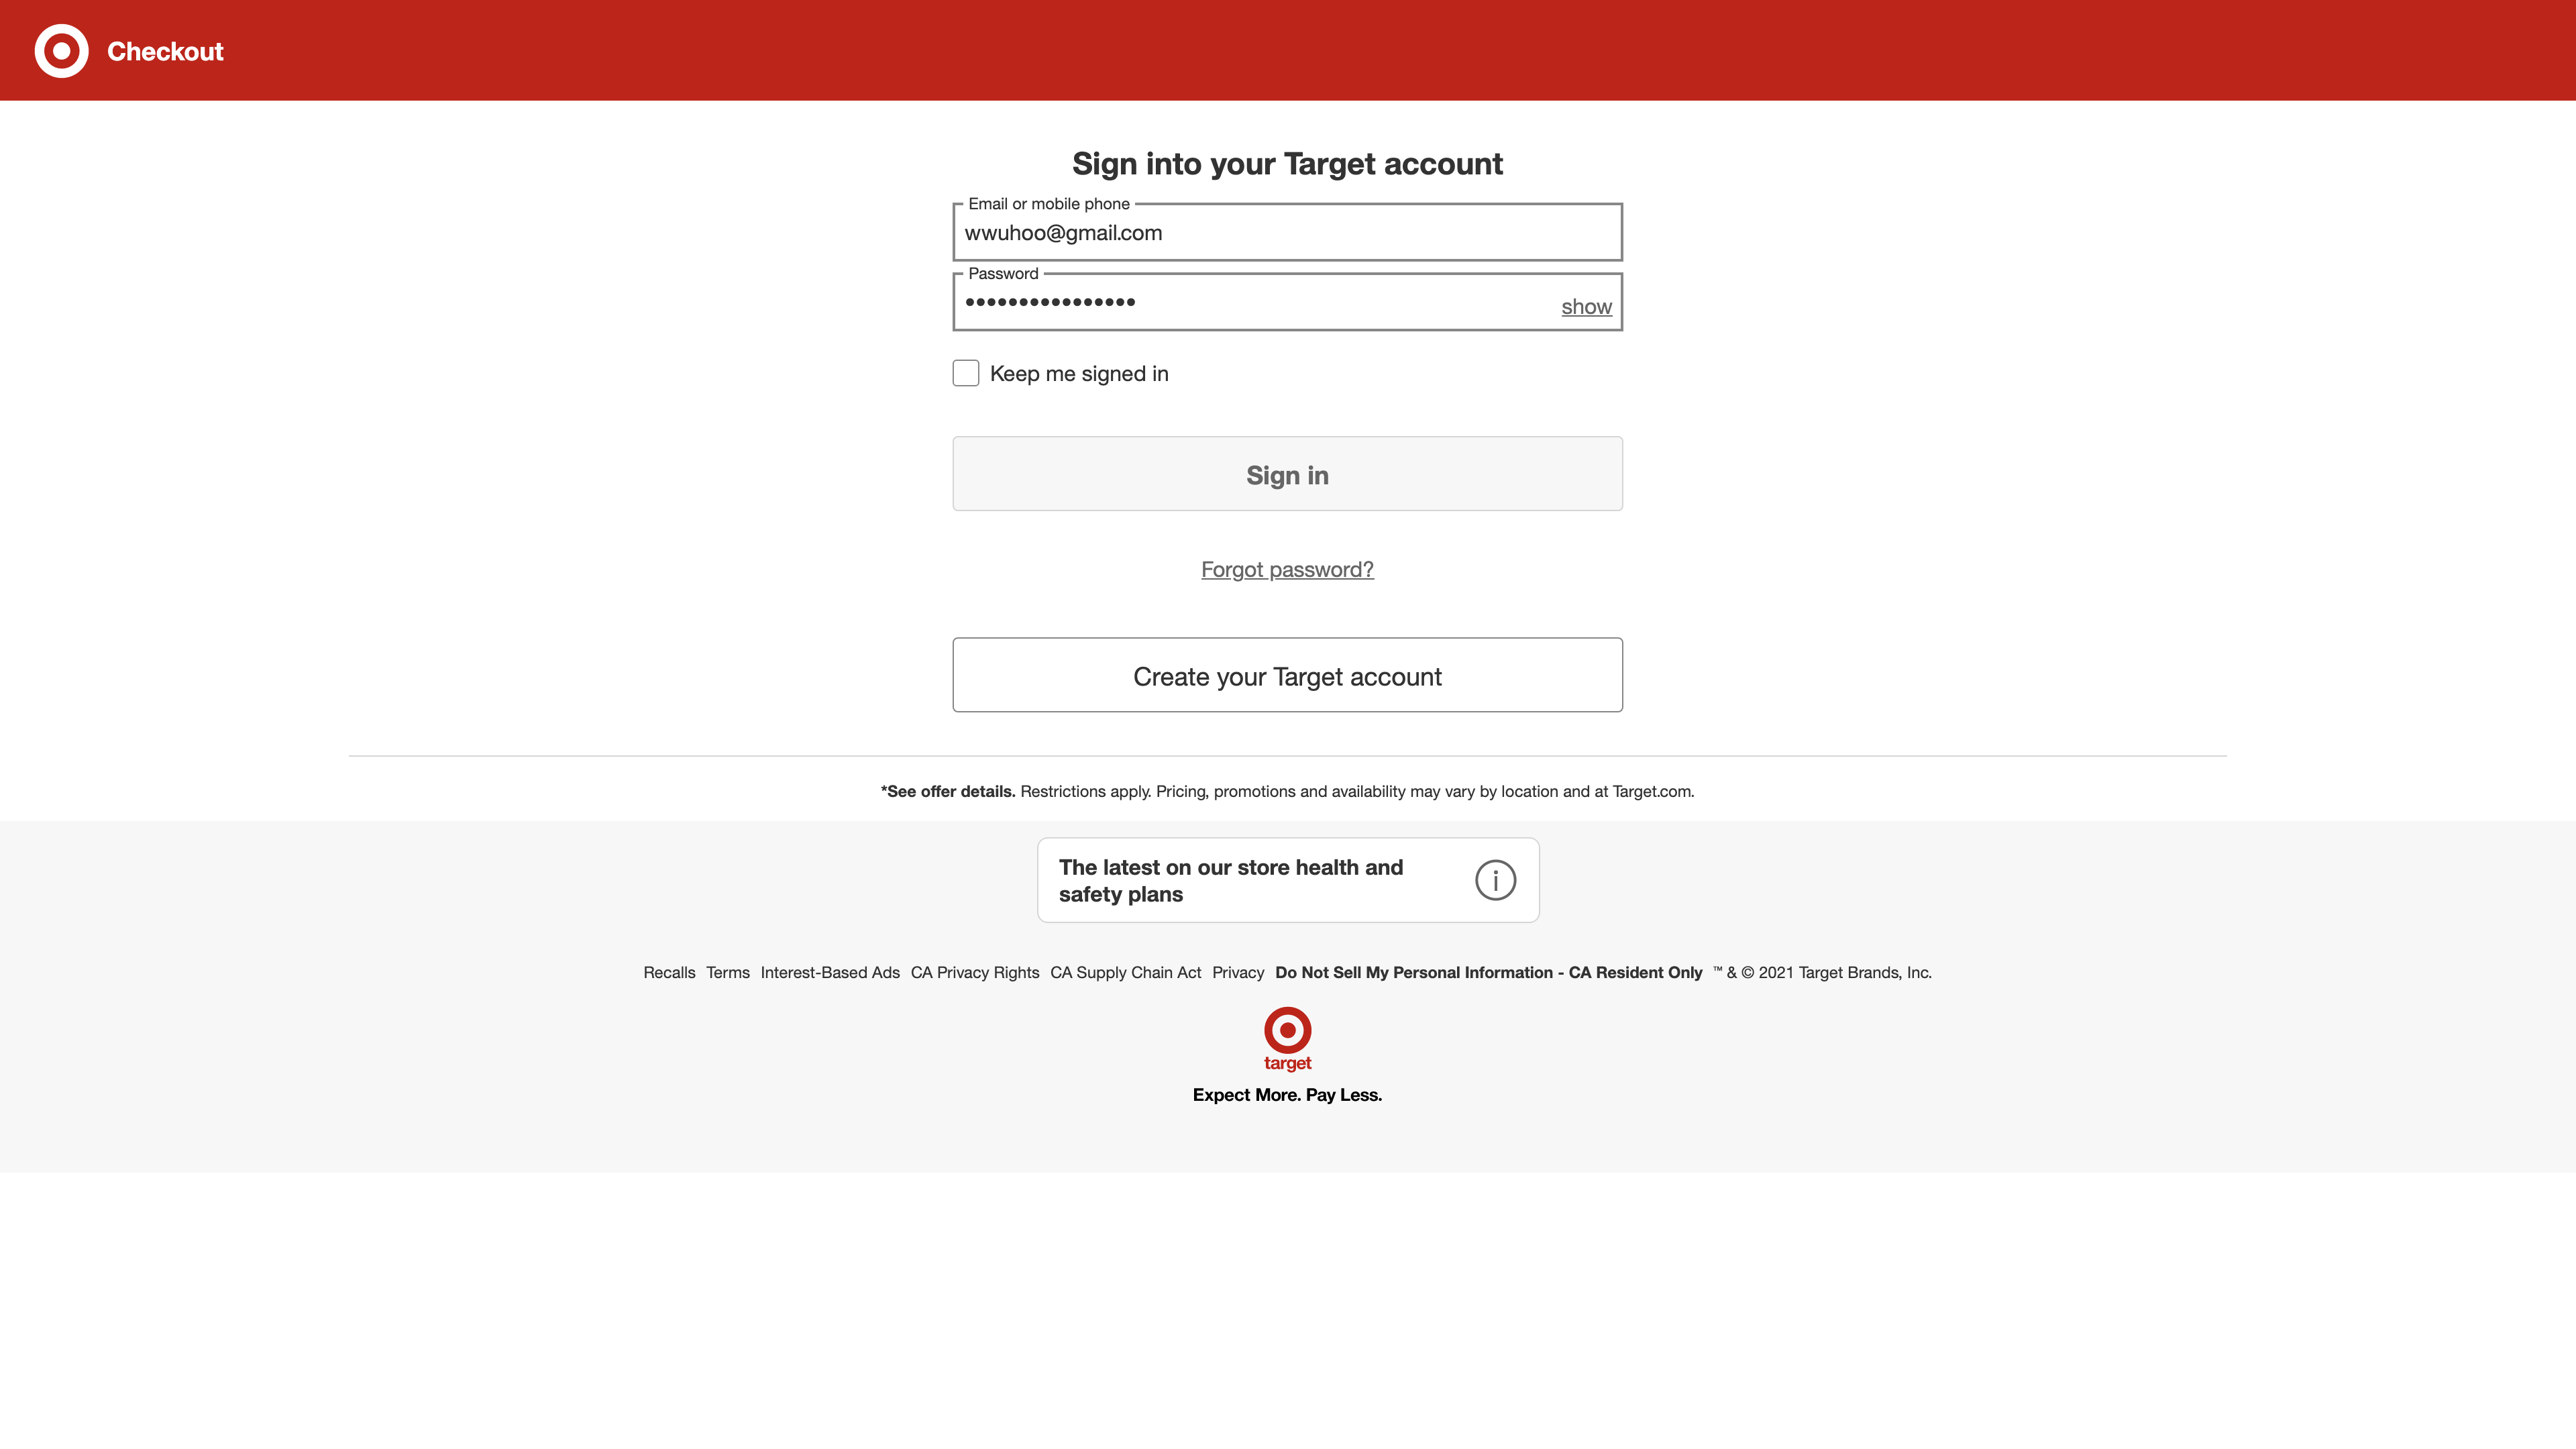 Checkout
Sign into your Target account
Email or mobile phone
wwuhoo@gmail.com
Password
••••••••••••••••
show
Keep me signed in
Sign in
Forgot password?
Create your Target account
*See offer details. Restrictions apply. Pricing, promotions and availability may vary by location and at Target.com.
The latest on our store health and
safety plans
Recalls Terms Interest-Based Ads CA Privacy Rights CA Supply Chain Act Privacy Do Not Sell My Personal Information - CA Resident Only ™ & © 2021 Target Brands, Inc.
target
Expect More. Pay Less.